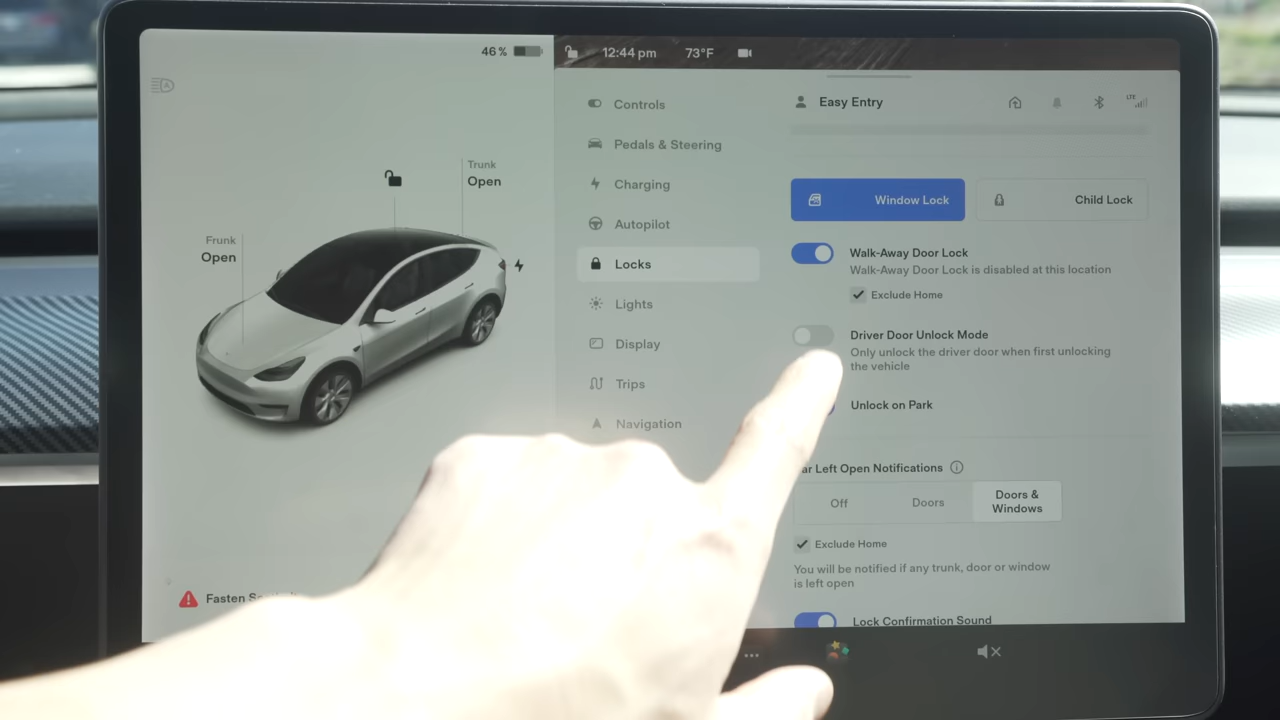 46 %
12:44 pm
73°F
Trunk
Open
Frunk
Open
Fasten
Controls
Pedals & Steering
Charging
Autopilot
Locks
Lights
Display
Trips
Navigation
Easy Entry
LTE
Window Lock
Child Lock
Walk-Away Door Lock
Walk-Away Door Lock is disabled at this location
Exclude Home
Driver Door Unlock Mode
Only unlock the driver door when first unlocking
the vehicle
Unlock on Park
Left Open Notifications
Off
Doors
Doors &
Windows
Exclude Home
You will be notified if any trunk, door or window
is left open
Lock Confirmation Sound